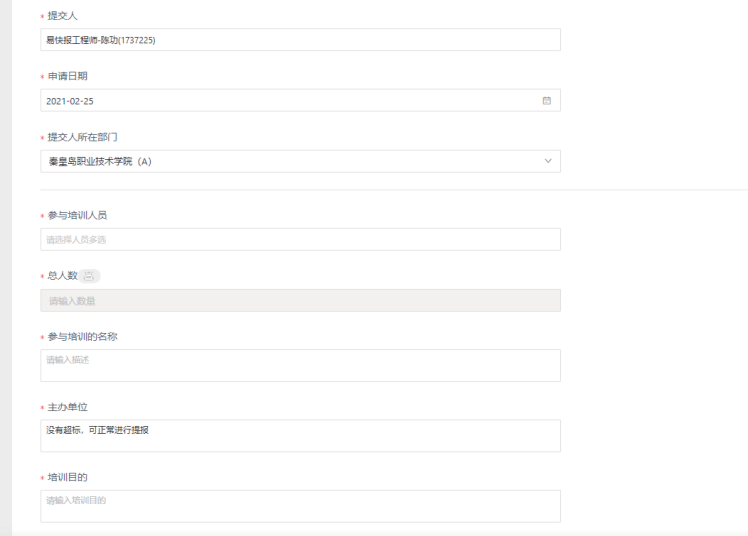 * 提交人
易快报工程师-陈功(1737225)
* 申请日期
2021-02-25
* 提交人所在部门
秦皇岛职业技术学院（A）
* 参与培训人员
请选择人员多选
* 总人数
请输入数量
* 参与培训的名称
请输入描述
* 主办单位
没有超标，可正常进行提报
* 培训目的
请输入培训目的